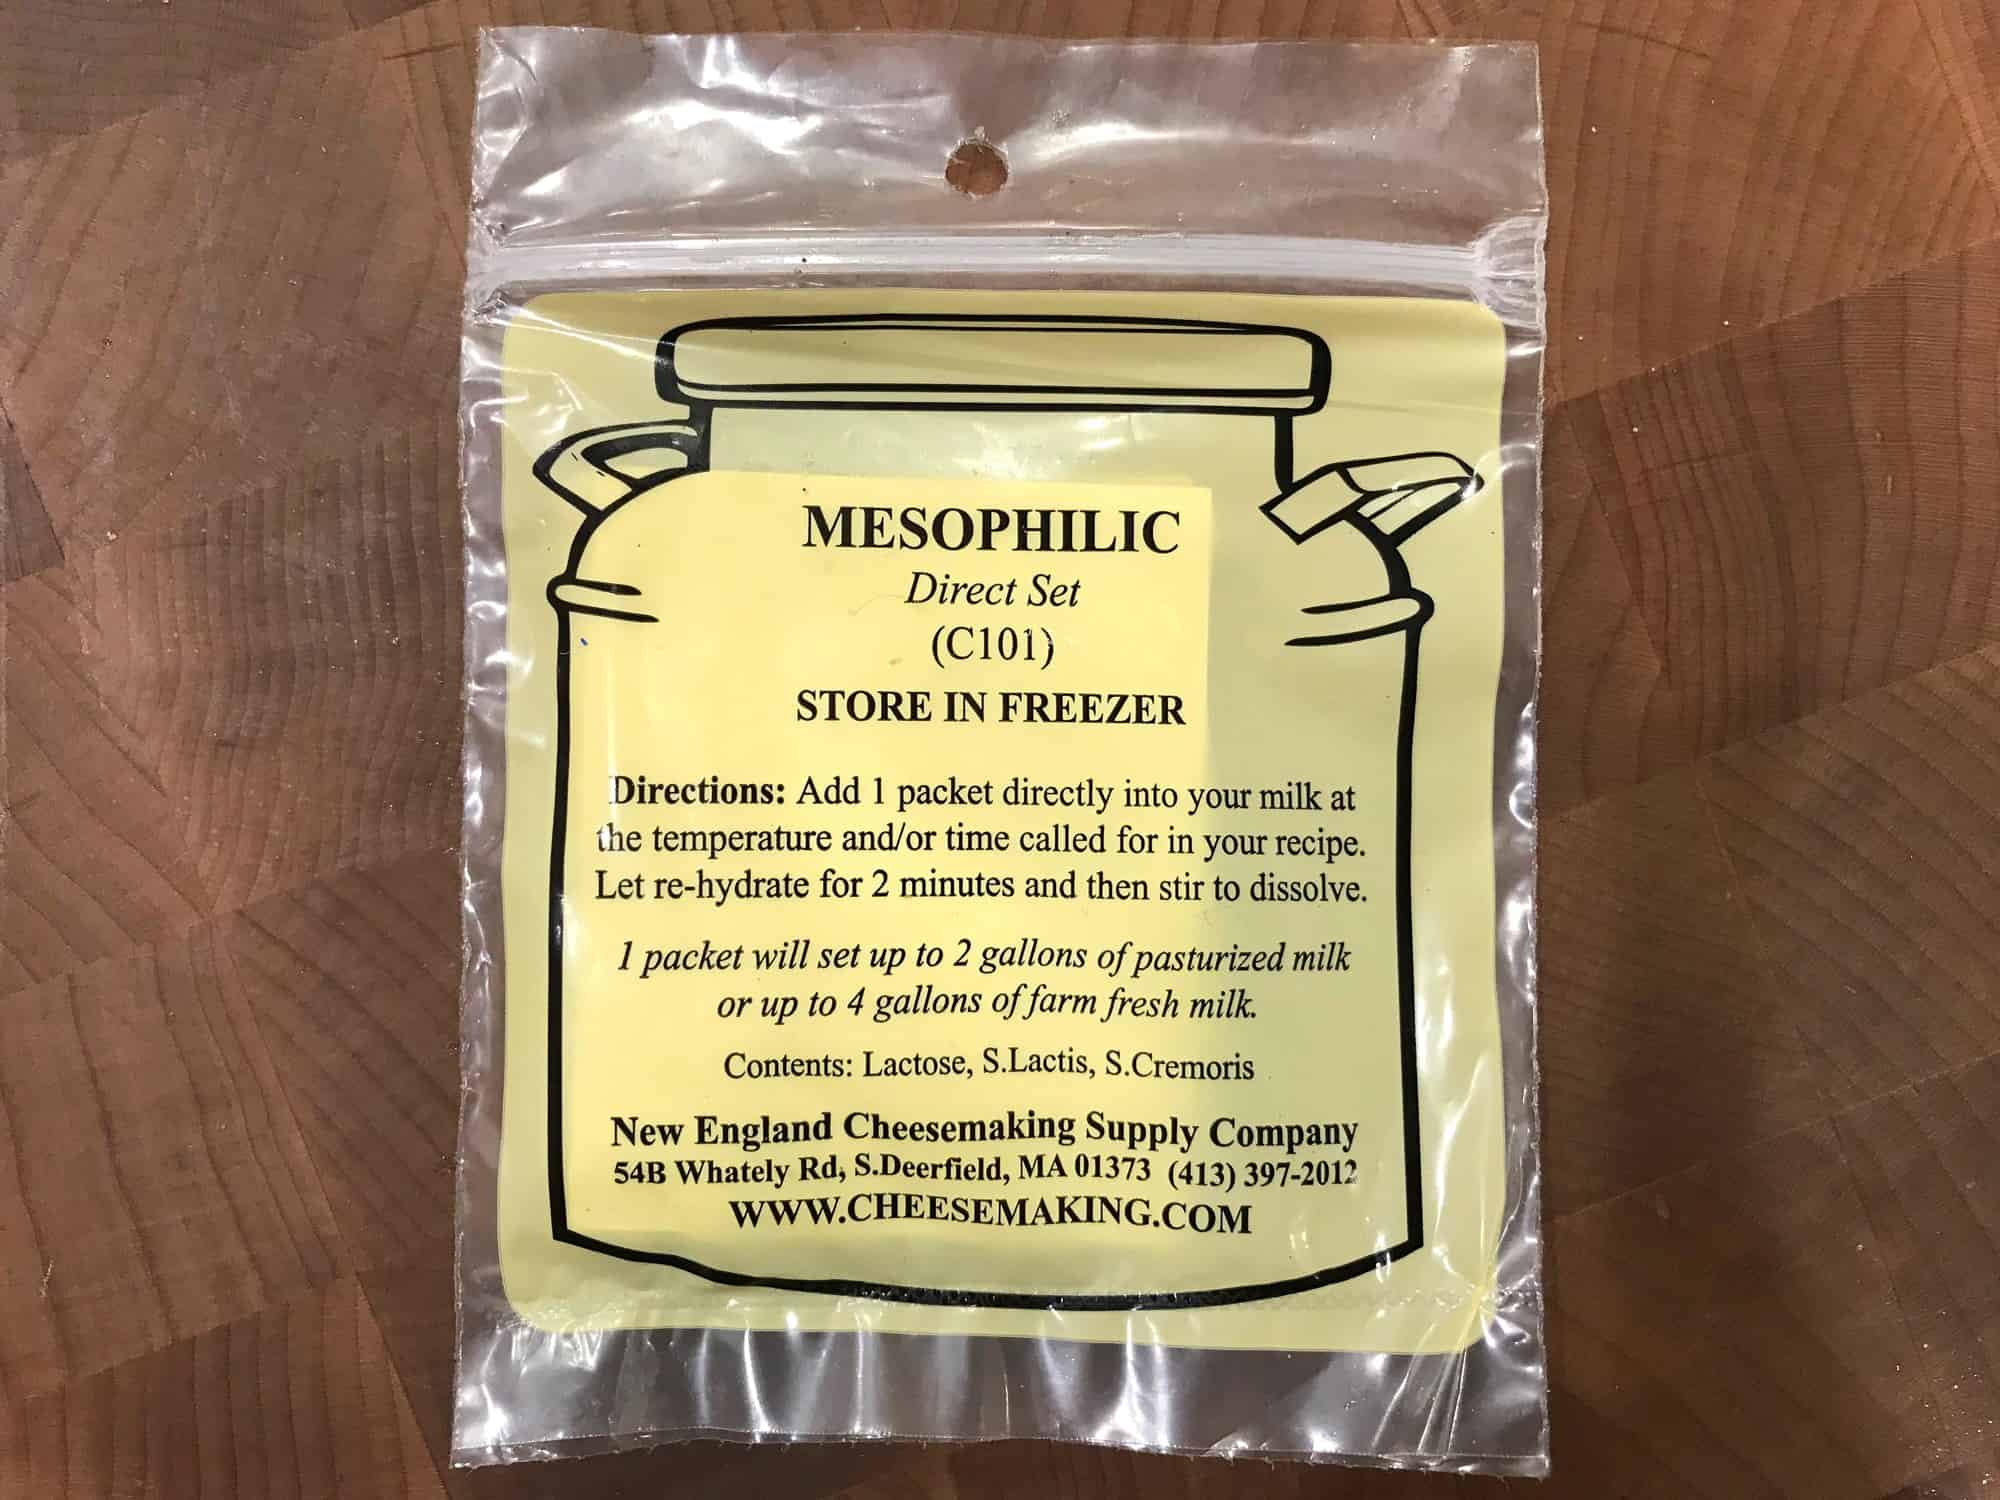 MESOPHILIC
Direct Set
(C101)
STORE IN FREEZER
Directions: Add 1 packet directly into your milk at
the temperature and/or time called for in your recipe.
Let re-hydrate for 2 minutes and then stir to dissolve.
1 packet will set up to 2 gallons of pasturized milk
or up to 4 gallons of farm fresh milk.
Contents: Lactose, S.Lactis, S.Cremoris
New England Cheesemaking Supply Company
54B Whately Rd, S.Deerfield, MA 01373 (413) 397-2012
WWW.CHEESEMAKING.COM